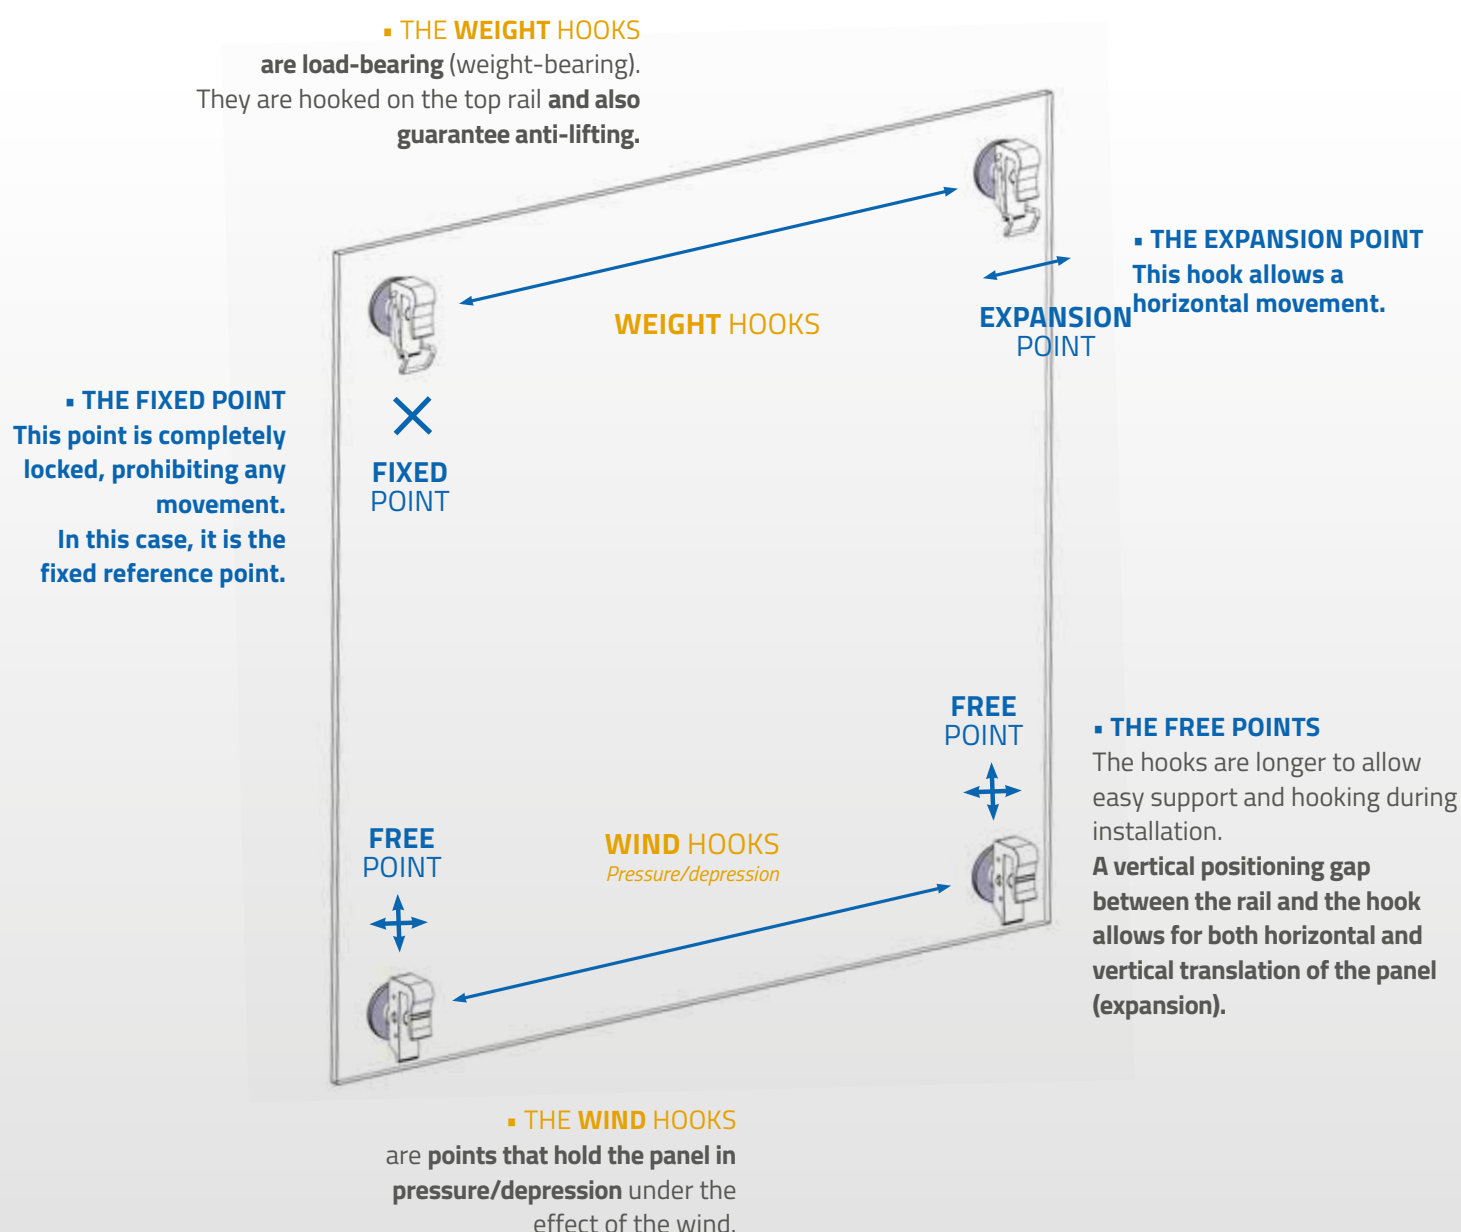 ▪ THE WEIGHT HOOKS
are load-bearing (weight-bearing).
They are hooked on the top rail and also
guarantee anti-lifting.
▪ THE EXPANSION POINT
This hook allows a
horizontal movement.
WEIGHT HOOKS
EXPANSION
POINT
▪ THE FIXED POINT
This point is completely
locked, prohibiting any
movement.
In this case, it is the
fixed reference point.
FIXED
POINT
FREE
POINT
▪ THE FREE POINTS
The hooks are longer to allow
easy support and hooking during
installation.
A vertical positioning gap
between the rail and the hook
allows for both horizontal and
vertical translation of the panel
(expansion).
FREE
POINT
WIND HOOKS
Pressure/depression
▪ THE WIND HOOKS
are points that hold the panel in
pressure/depression under the
effect of the wind.